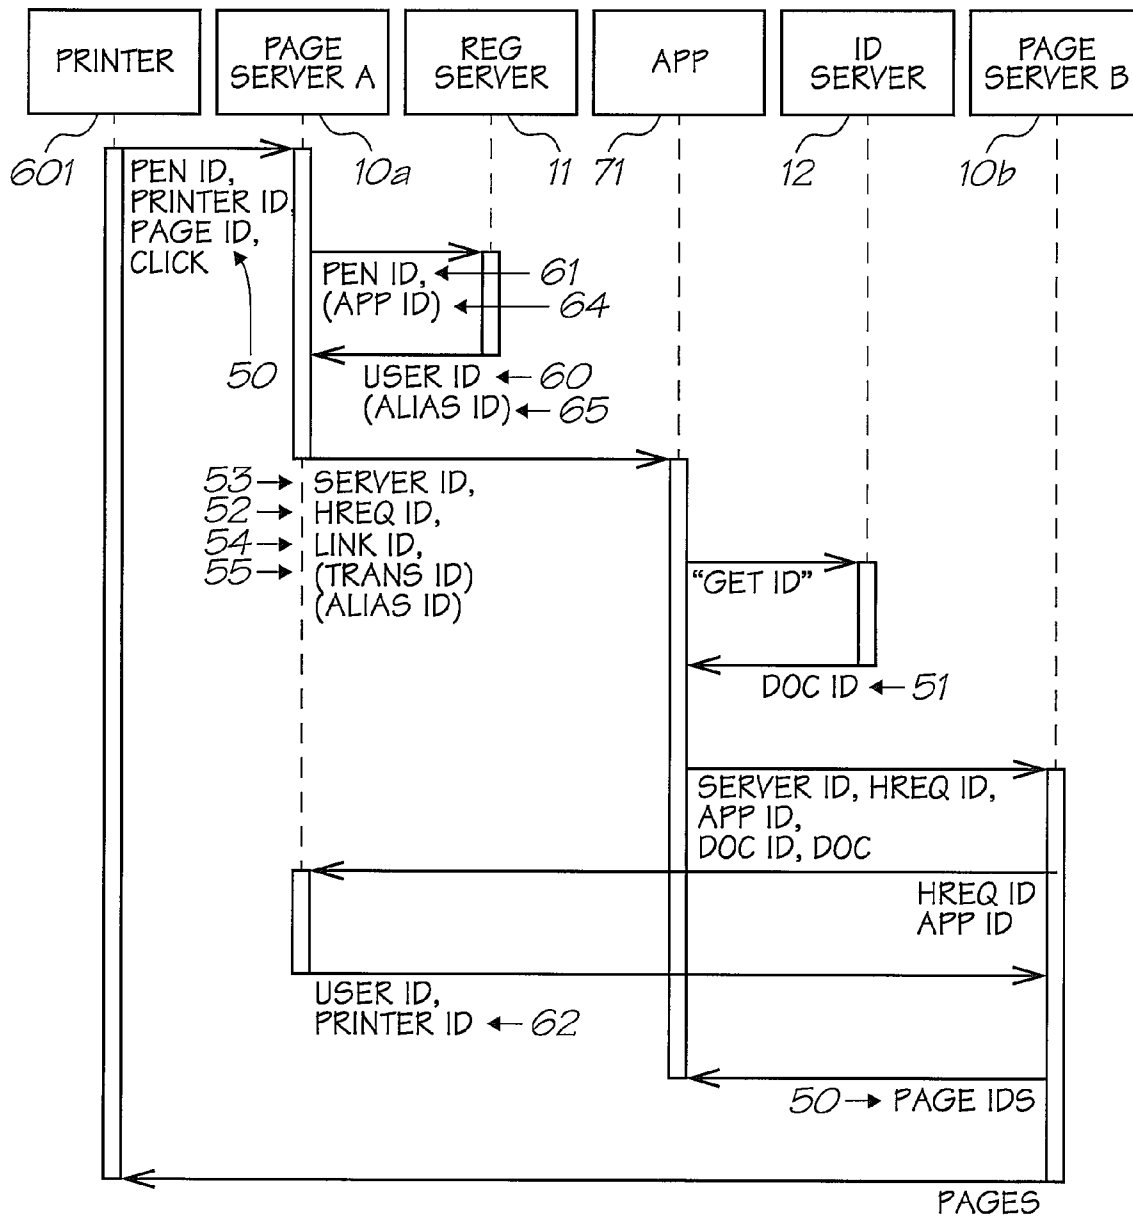 PRINTER
PAGE
SERVER A
REG
SERVER
APP
ID
SERVER
PAGE
SERVER B
601
10a
11
71
12
10b
PEN ID,
PRINTER ID,
PAGE ID,
CLICK
50
PEN ID,
61
(APP ID)
64
USER ID
60
(ALIAS ID)
65
53
SERVER ID,
52
HREQ ID,
54
LINK ID,
55
(TRANS ID)
(ALIAS ID)
“GET ID”
DOC ID
51
SERVER ID, HREQ ID,
APP ID,
DOC ID, DOC
HREQ ID
APP ID
USER ID,
PRINTER ID
62
50
PAGE IDS
PAGES